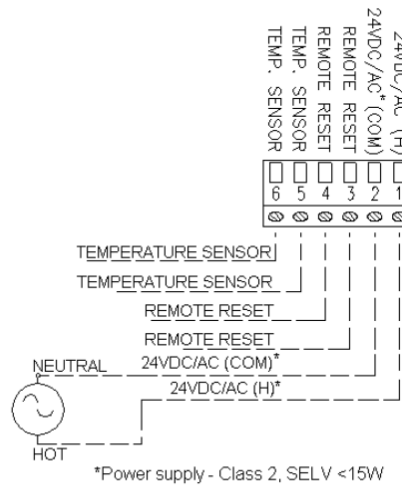 TEMP. SENSOR
TEMP. SENSOR
REMOTE RESET
REMOTE RESET
24VDC/AC* (COM)
24VDC/AC (H)
6 5 4 3 2 1
TEMPERATURE SENSOR
TEMPERATURE SENSOR
REMOTE RESET
REMOTE RESET
NEUTRAL 24VDC/AC (COM)*
24VDC/AC (H)*
HOT
*Power supply - Class 2, SELV <15W